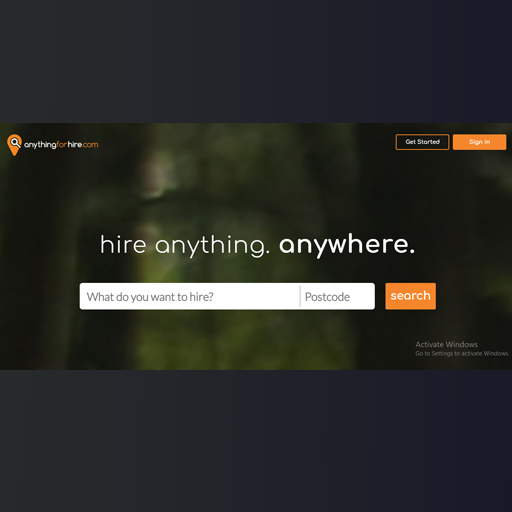 anythingforhire.com
Get Started
Sign in
hire anything. anywhere.
What do you want to hire?
Postcode
search
Activate Windows
Go to Settings to activate Windows.